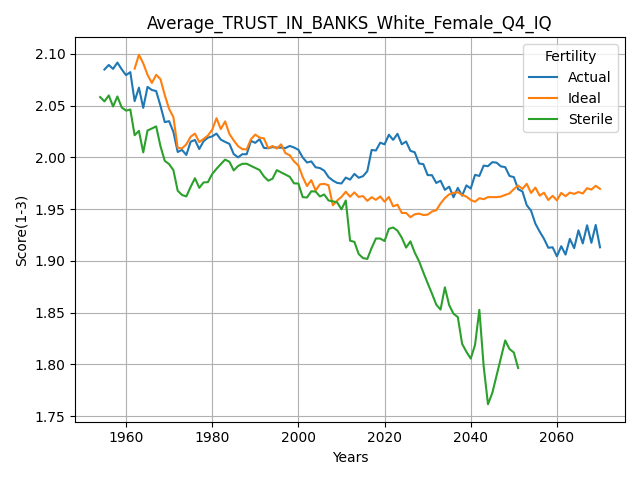 Average_TRUST_IN_BANKS_White_Female_Q4_IQ
Fertility
Actual
Ideal
Sterile
Score(1-3)
2.10
2.05
2.00
1.95
1.90
1.85
1.80
1.75
1960 1980 2000 2020 2040 2060
Years